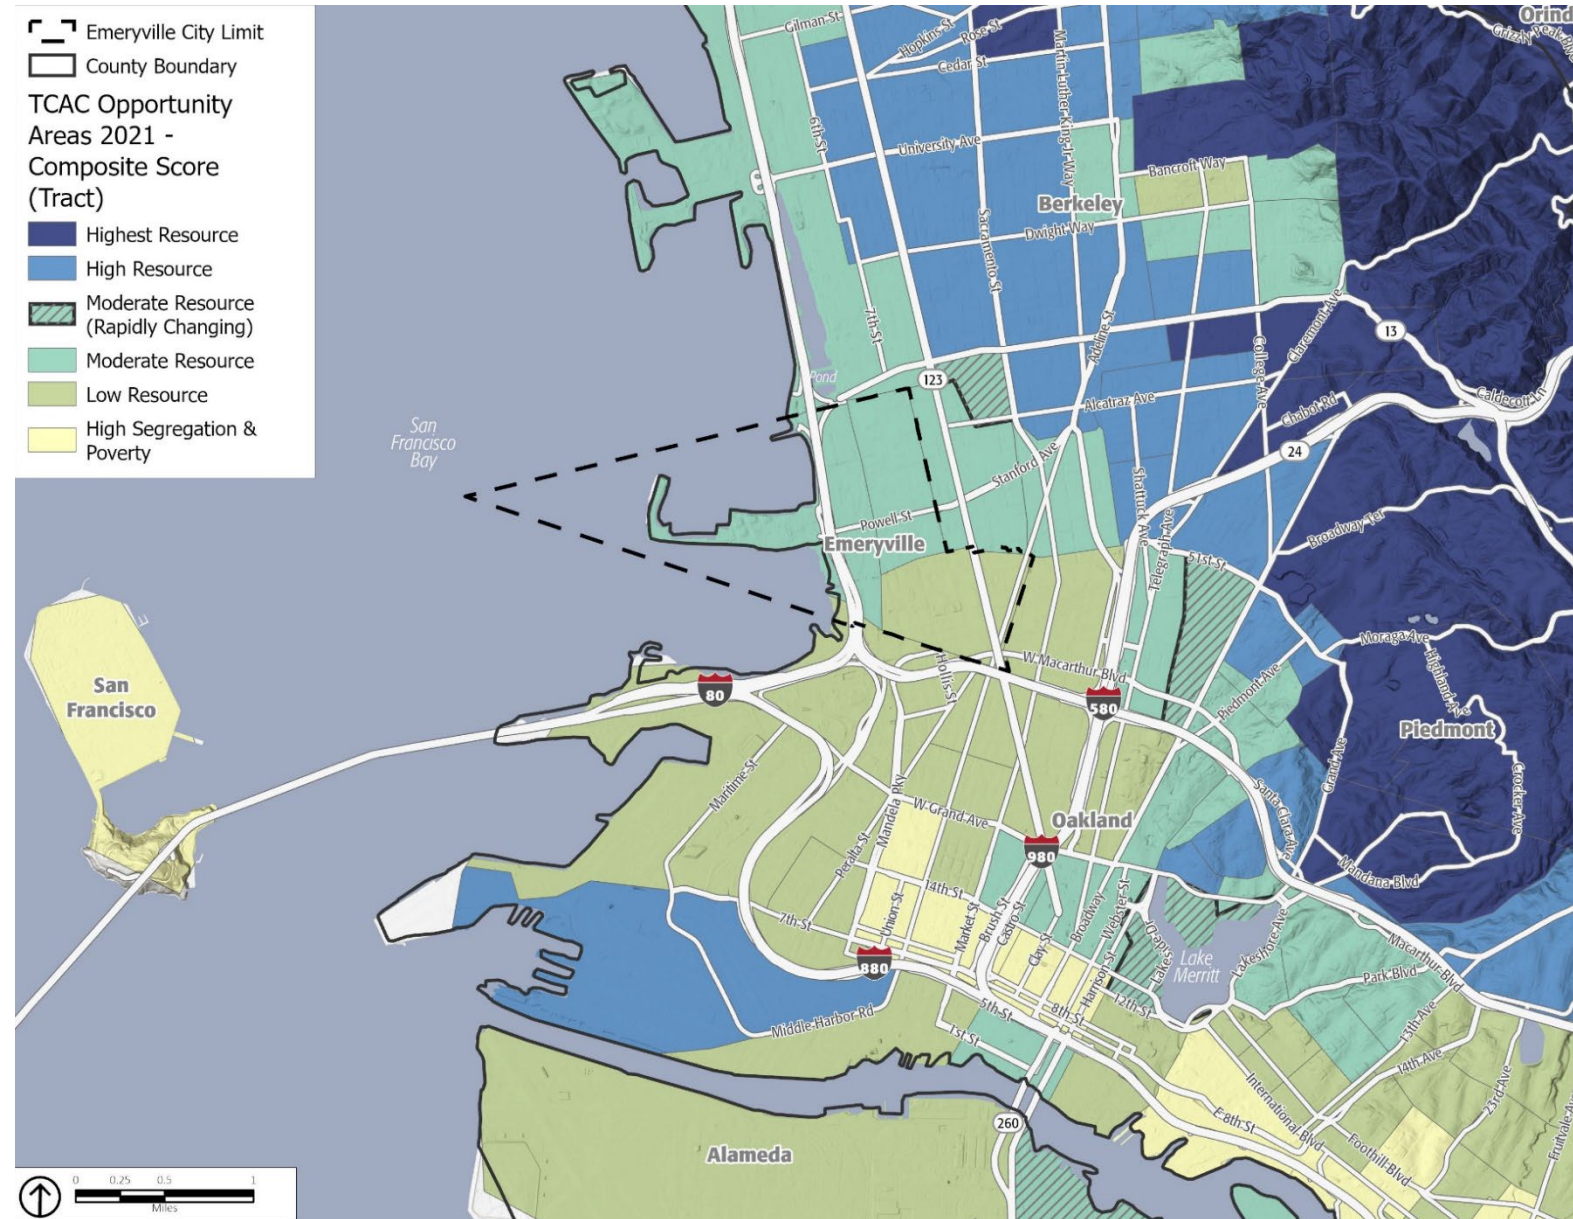 Emeryville City Limit
County Boundary
TCAC Opportunity
Areas 2021 -
Composite Score
(Tract)
Highest Resource
High Resource
Moderate Resource
(Rapidly Changing)
Moderate Resource
Low Resource
High Segregation &
Poverty
Gilman St
Hopkins St
Rose St
Cedar St
Martin Luther King Jr Way
Grizzly Peak Blvd
6th St
University Ave
Bancroft Way
Berkeley
Dwight Way
Sacramento St
7th St
Adeline St
College Ave
Claremont Ave
13
Pond
123
Alcatraz Ave
Chabot Rd
Caldecott Ln
24
San
Francisco
Bay
Stanford Ave
Shattuck Ave
Telegraph Ave
Broadway Ter
Powell St
Emeryville
51st St
Moraga Ave
Highland Ave
Hollis St
W Macarthur Blvd
Piedmont Ave
Piedmont
San
Francisco
80
580
Grand Ave
Crocker Ave
Maritime St
Mandela Pky
W Grand Ave
Oakland
Santa Clara Ave
Peralta St
980
Mandana Blvd
14th St
Union St
Market St
Brush St
Castro St
Broadway
Webster St
7th St
Clay St
Harrison St
Lakeside Dr
Lake
Merritt
Lakeshore Ave
Macarthur Blvd
Park Blvd
880
12th St
8th St
5th St
Middle Harbor Rd
1st St
13th Ave
14th Ave
23rd Ave
International Blvd
E 8th St
Foothill Blvd
260
Alameda
0 0.25 0.5 1
Miles